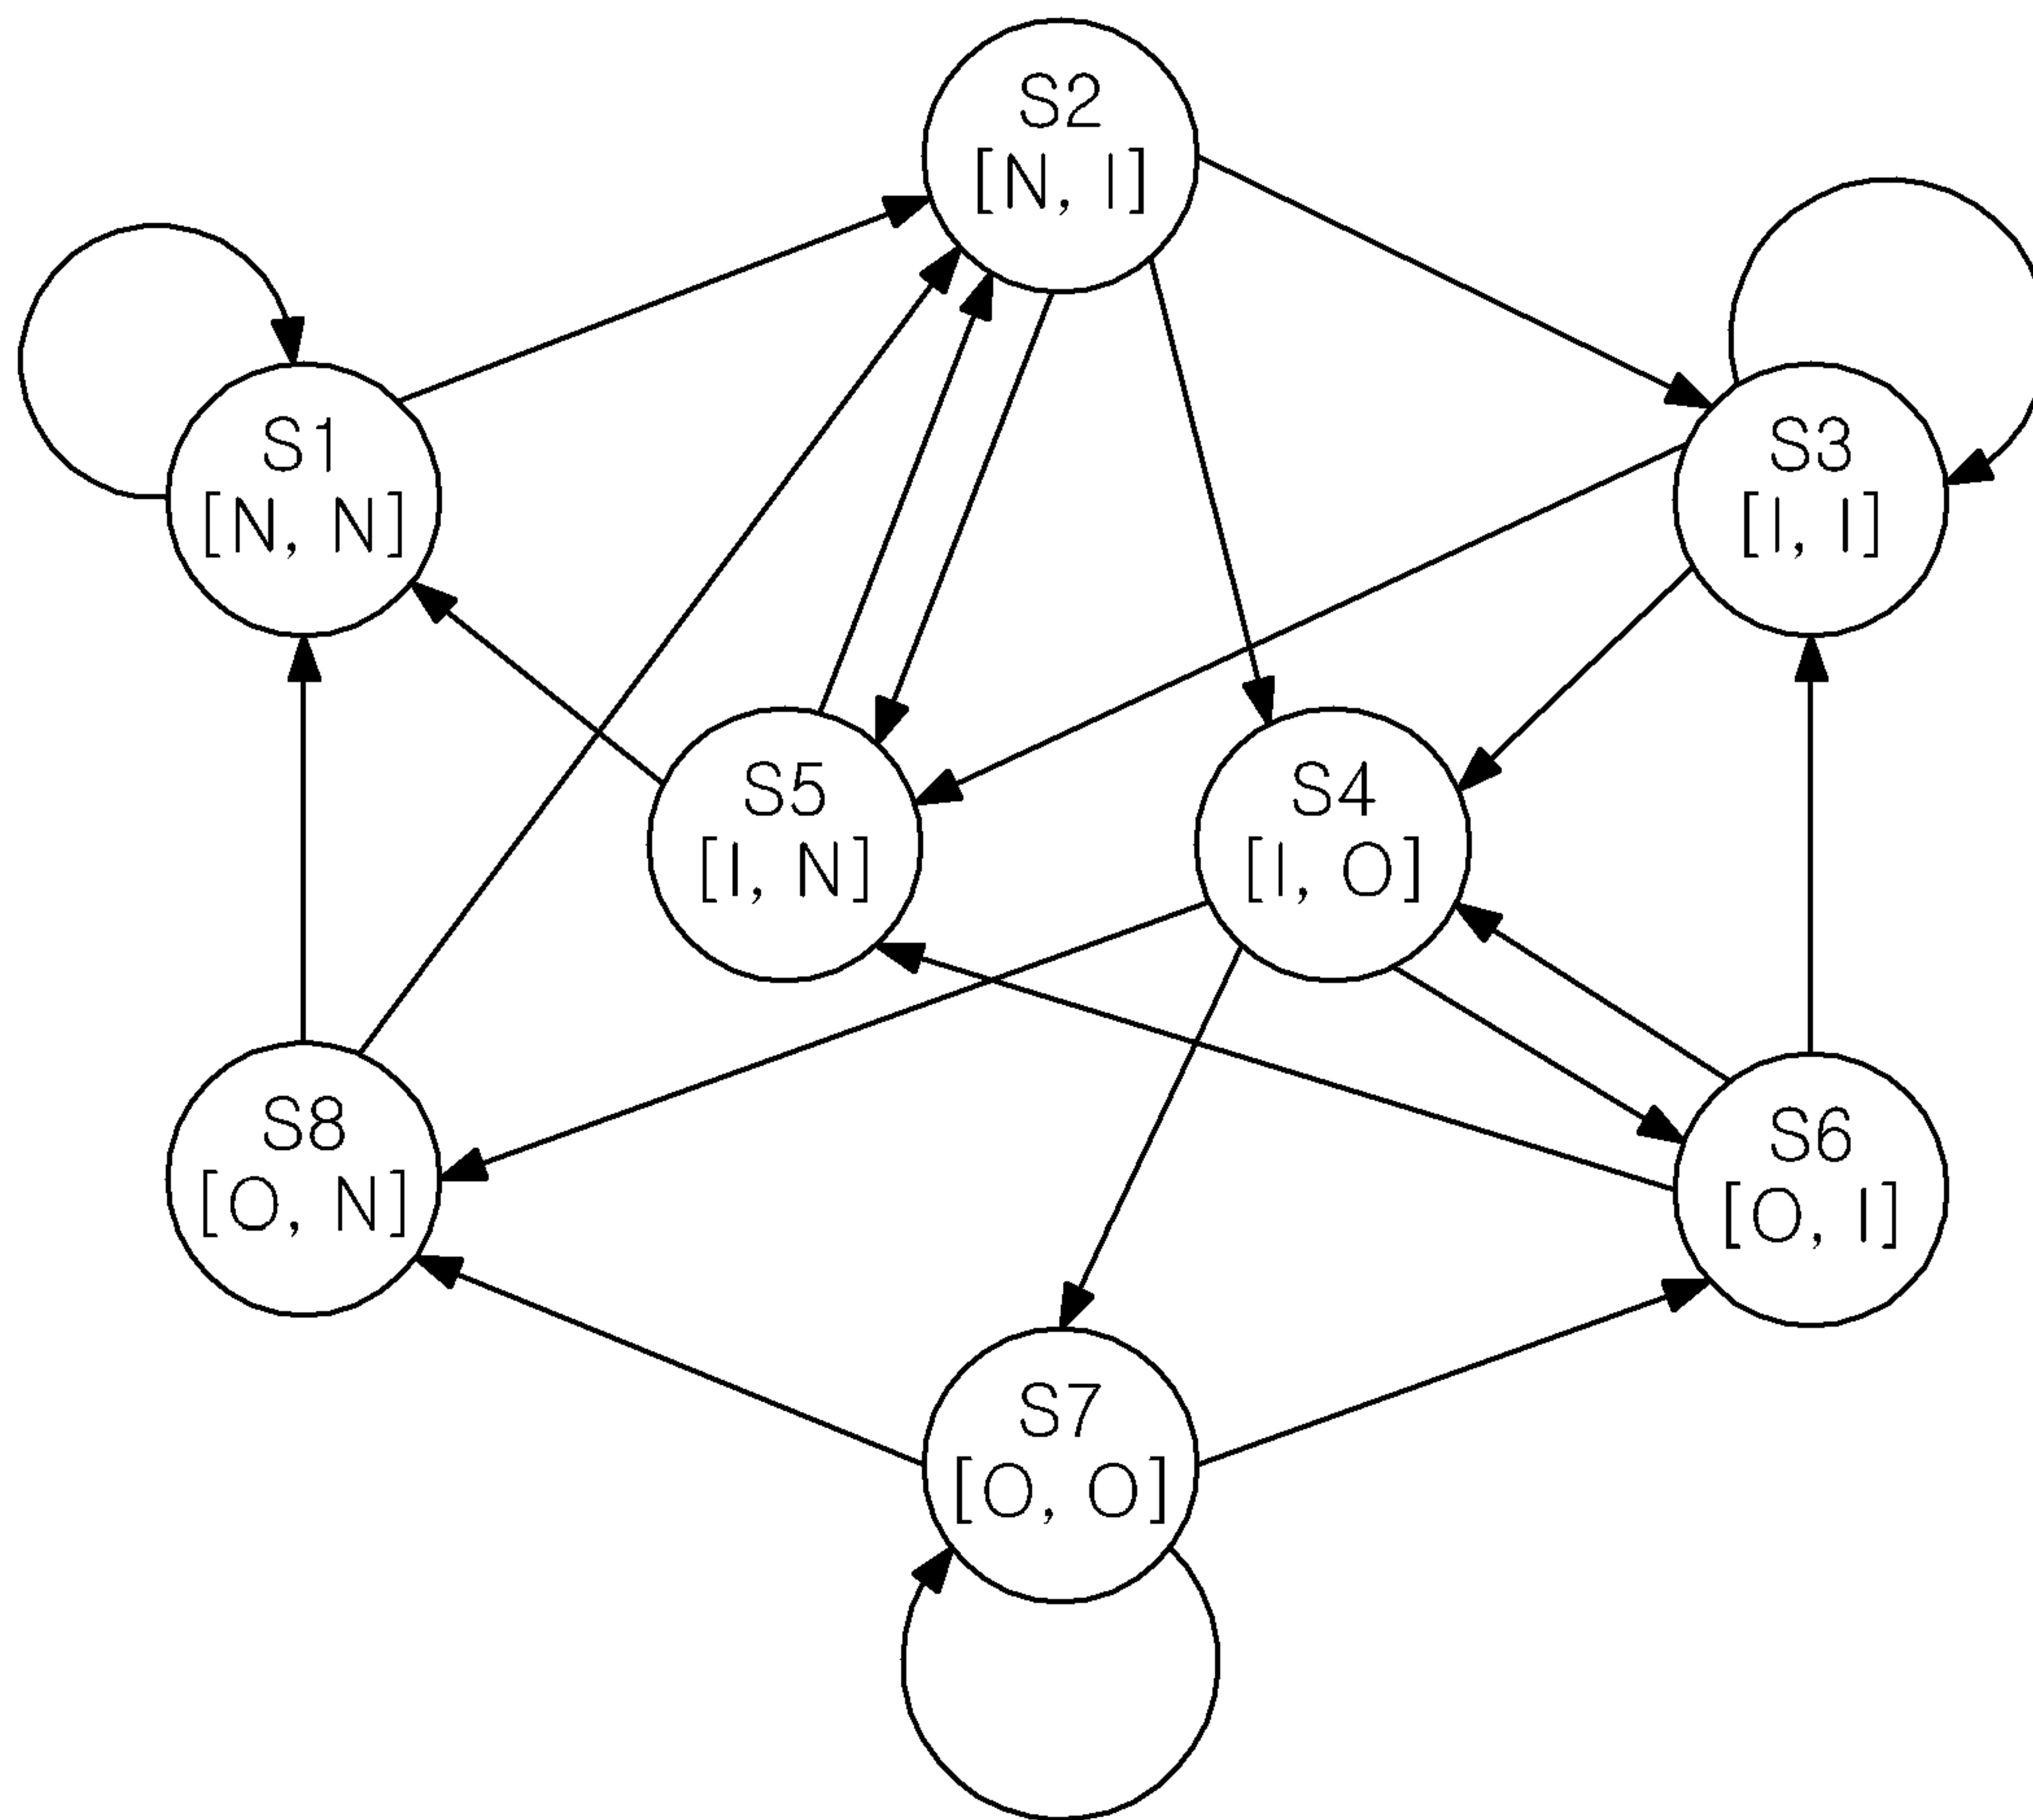 S2
[N, I]
S1
[N, N]
S3
[I, I]
S5
[I, N]
S4
[I, O]
S8
[O, N]
S6
[O, I]
S7
[O, O]